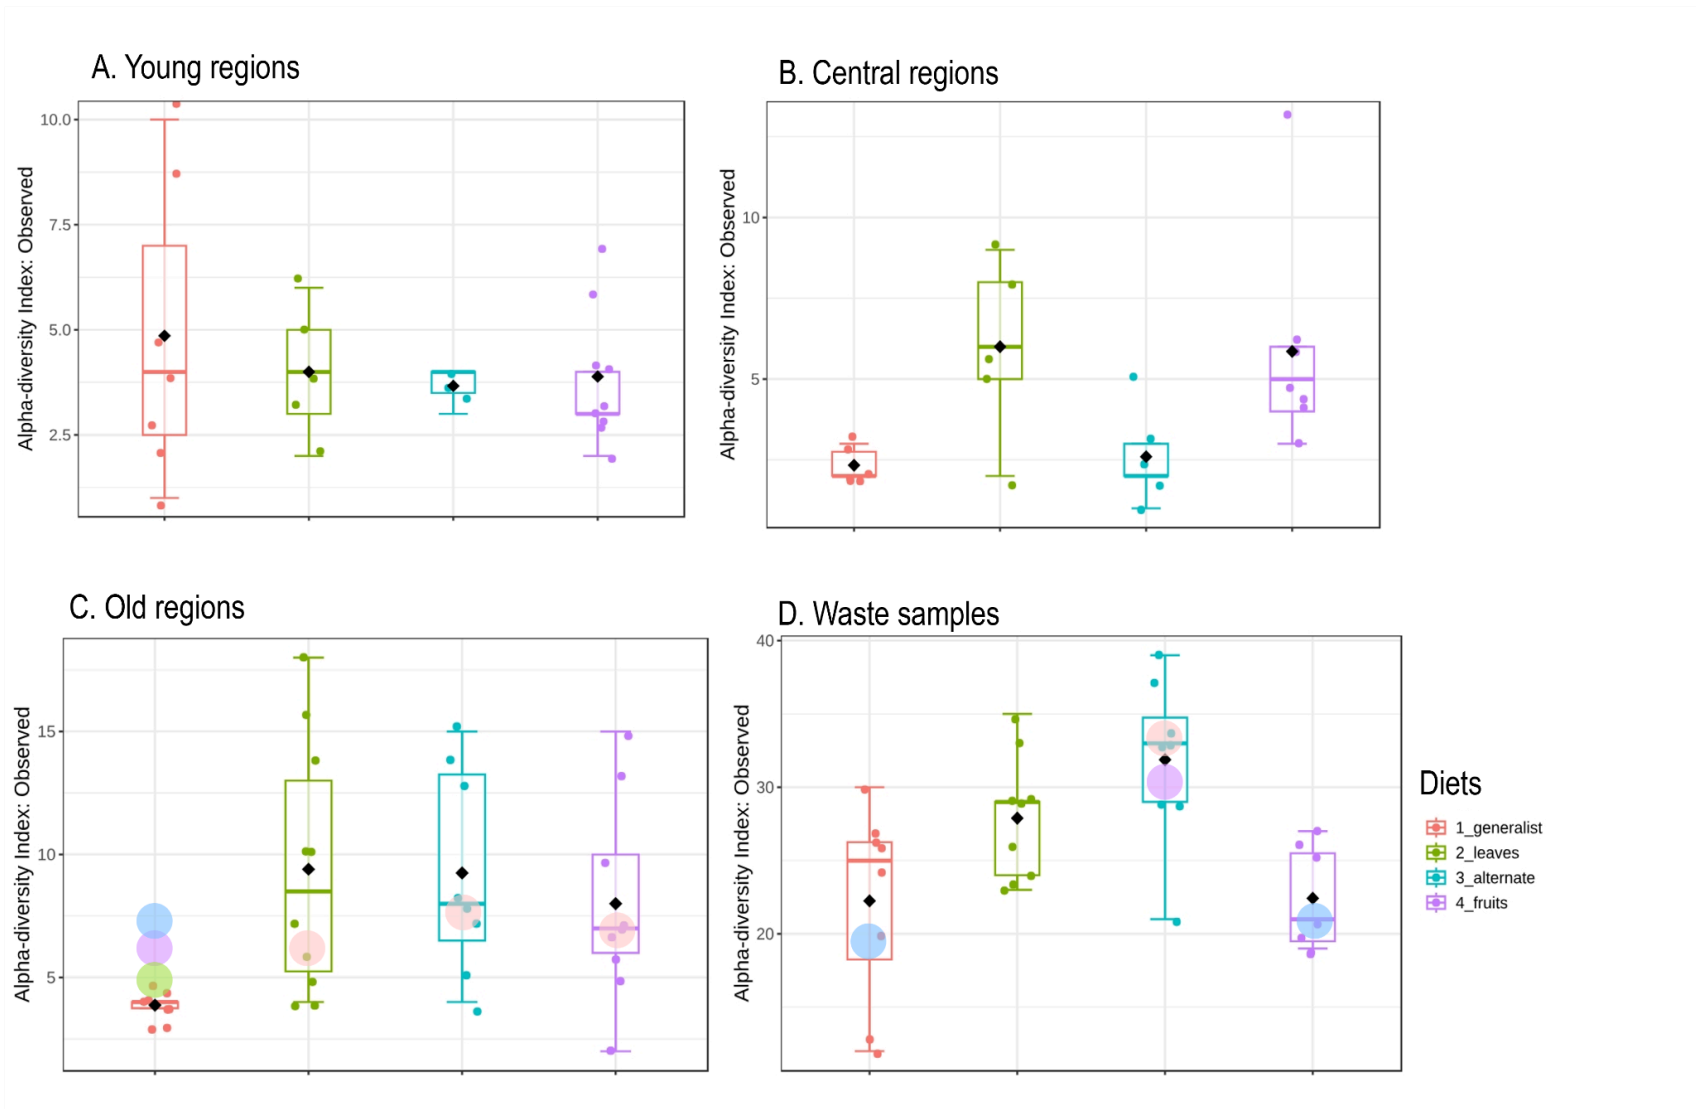 A. Young regions
B. Central regions
Alpha-diversity Index: Observed
10.0
7.5
5.0
2.5
Alpha-diversity Index: Observed
10
5
C. Old regions
D. Waste samples
Alpha-diversity Index: Observed
15
10
5
Alpha-diversity Index: Observed
40
30
20
Diets
1_generalist
2_leaves
3_alternate
4_fruits